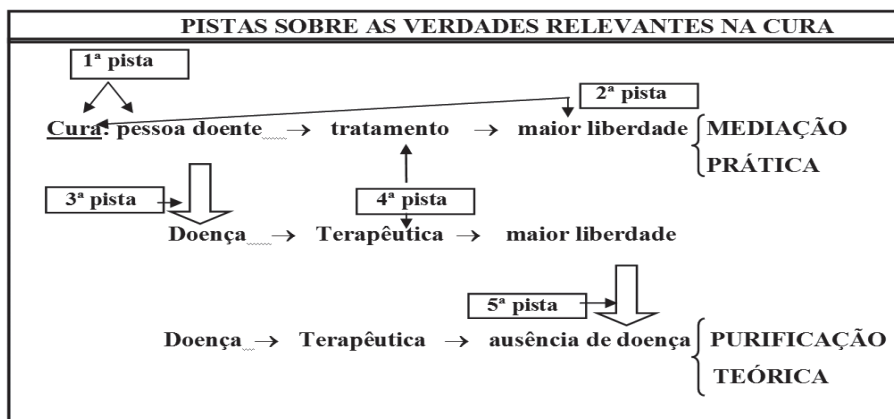 PISTAS SOBRE AS VERDADES RELEVANTES NA CURA
1ª pista
2ª pista
Cura: pessoa doente → tratamento → maior liberdade { MEDIAÇÃO
PRÁTICA
3ª pista
4ª pista
Doença → Terapêutica → maior liberdade
5ª pista
Doença → Terapêutica → ausência de doença { PURIFICAÇÃO
TEÓRICA